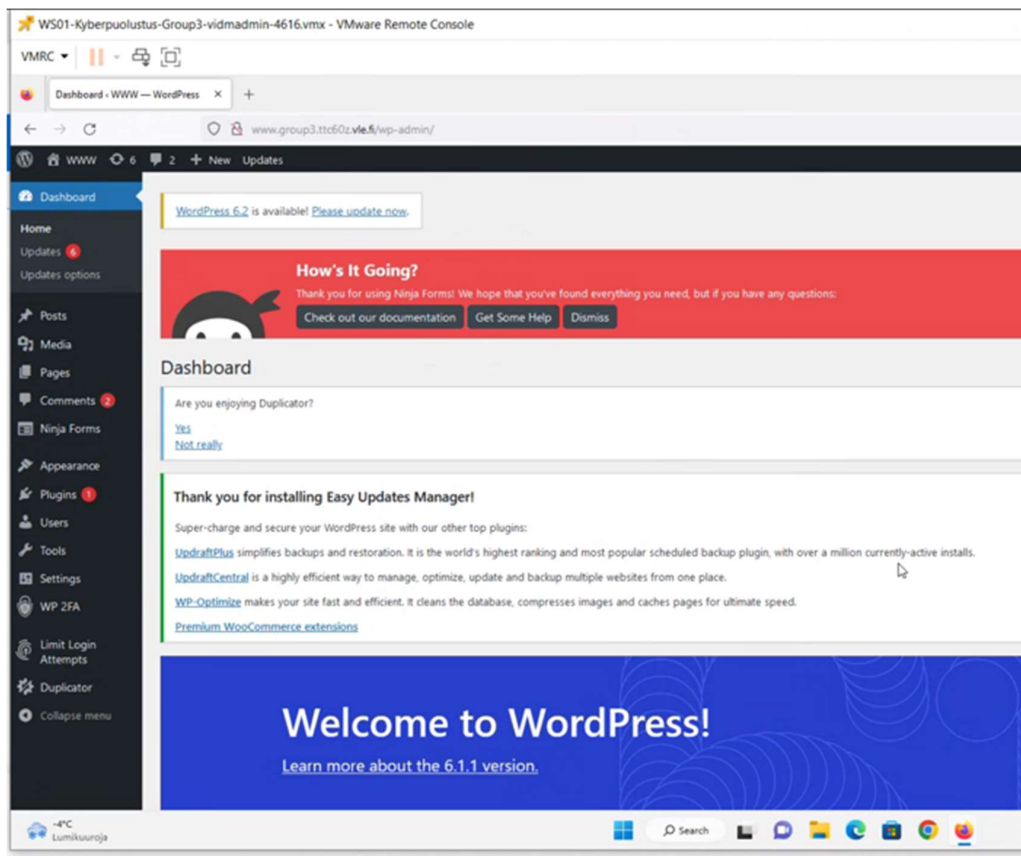 WS01-Kyberpuolustus-Group3-vidmadmin-4616.vmx - VMware Remote Console
VMRC
Dashboard ‹ WWW — WordPress
www.group3.ttc60z.vle.fi/wp-admin/
WWW 6 2 + New Updates
Dashboard
Home
Updates 6
Updates options
Posts
Media
Pages
Comments 2
Ninja Forms
Appearance
Plugins 1
Users
Tools
Settings
WP 2FA
Limit Login
Attempts
Duplicator
Collapse menu
WordPress 6.2 is available! Please update now.
How's It Going?
Thank you for using Ninja Forms! We hope that you've found everything you need, but if you have any questions:
Check out our documentation Get Some Help Dismiss
Dashboard
Are you enjoying Duplicator?
Yes
Not really
Thank you for installing Easy Updates Manager!
Super-charge and secure your WordPress site with our other top plugins:
UpdraftPlus simplifies backups and restoration. It is the world's highest ranking and most popular scheduled backup plugin, with over a million currently-active installs.
UpdraftCentral is a highly efficient way to manage, optimize, update and backup multiple websites from one place.
WP-Optimize makes your site fast and efficient. It cleans the database, compresses images and caches pages for ultimate speed.
Premium WooCommerce extensions
Welcome to WordPress!
Learn more about the 6.1.1 version.
-4°C
Lumikuuroja
Search